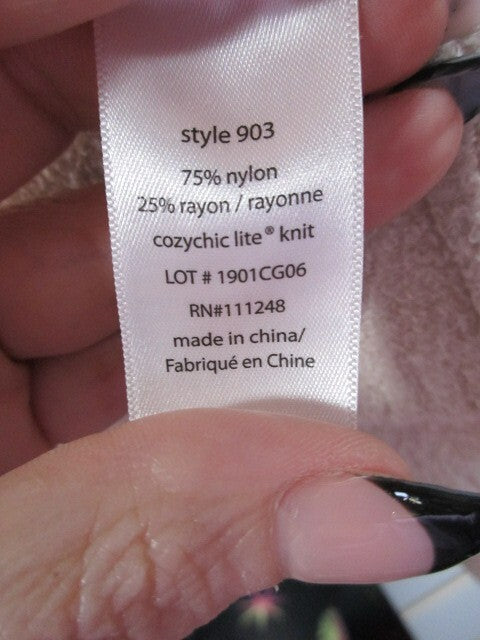 style 903
75% nylon
25% rayon / rayonne
cozychic lite® knit
LOT # 1901CG06
RN#111248
made in china/
Fabriqué en Chine